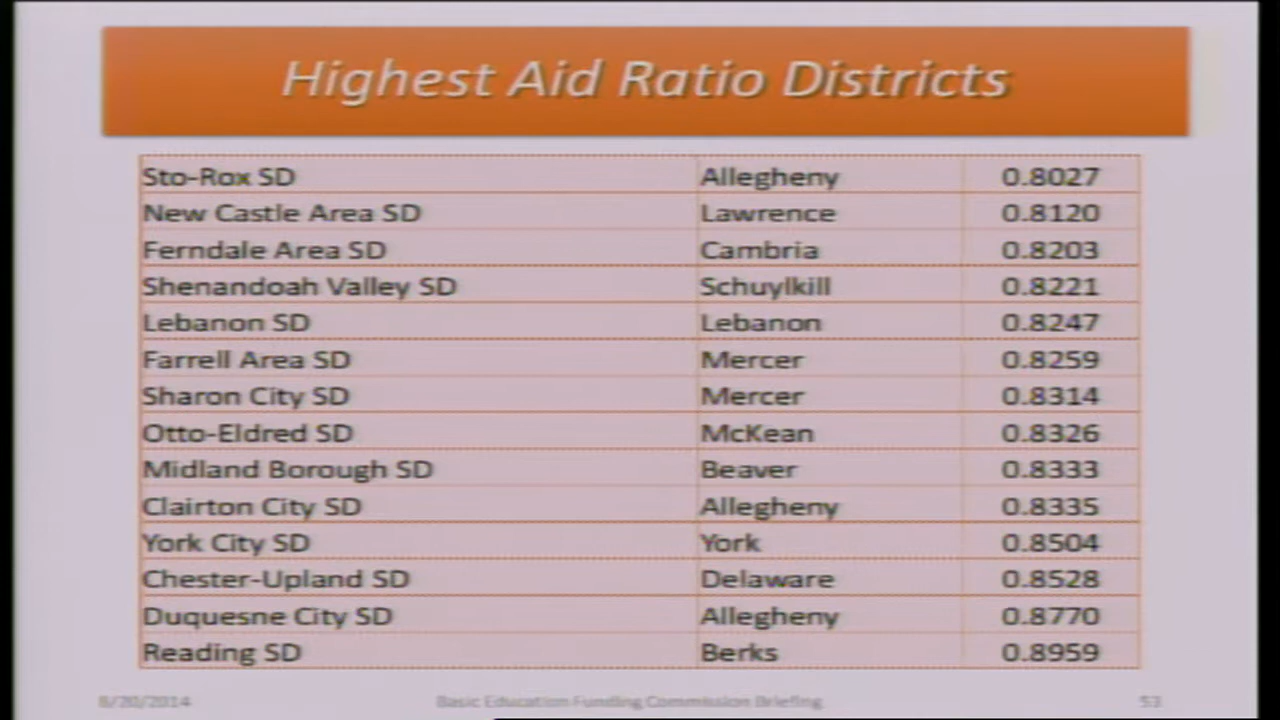 Highest Aid Ratio Districts
Sto-Rox SD Allegheny 0.8027
New Castle Area SD Lawrence 0.8120
Ferndale Area SD Cambria 0.8203
Shenandoah Valley SD Schuylkill 0.8221
Lebanon SD Lebanon 0.8247
Farrell Area SD Mercer 0.8259
Sharon City SD Mercer 0.8314
Otto-Eldred SD McKean 0.8326
Midland Borough SD Beaver 0.8333
Clairton City SD Allegheny 0.8335
York City SD York 0.8504
Chester-Upland SD Delaware 0.8528
Duquesne City SD Allegheny 0.8770
Reading SD Berks 0.8959
8/20/2014 Basic Education Funding Commission Briefing 53